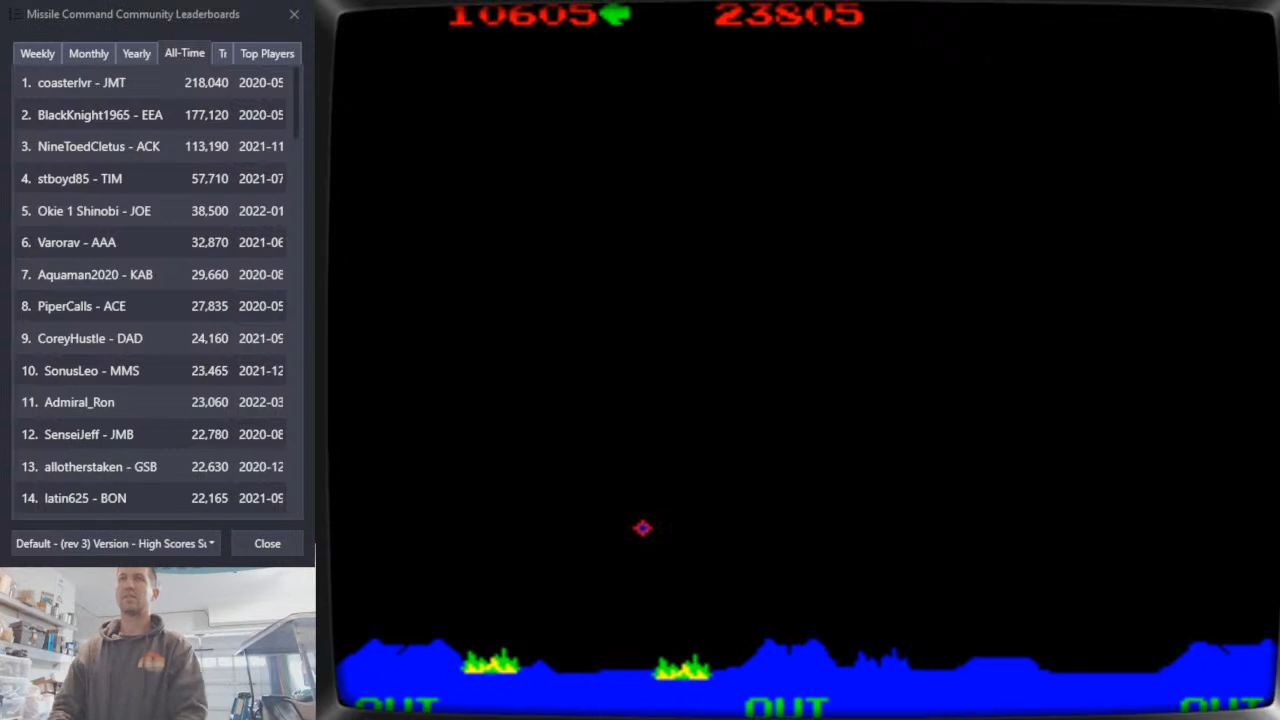 Missile Command Community Leaderboards
Weekly Monthly Yearly All-Time Tr Top Players
1. coasterlvr - JMT 218,040 2020-05
2. BlackKnight1965 - EEA 177,120 2020-05
3. NineToedCletus - ACK 113,190 2021-11
4. stboyd85 - TIM 57,710 2021-07
5. Okie 1 Shinobi - JOE 38,500 2022-01
6. Varorav - AAA 32,870 2021-06
7. Aquaman2020 - KAB 29,660 2020-08
8. PiperCalls - ACE 27,835 2020-05
9. CoreyHustle - DAD 24,160 2021-09
10. SonusLeo - MMS 23,465 2021-12
11. Admiral_Ron 23,060 2022-03
12. SenseiJeff - JMB 22,780 2020-08
13. allotherstaken - GSB 22,630 2020-12
14. latin625 - BON 22,165 2021-09
Default - (rev 3) Version - High Scores Su Close
10605 23805
OUT OUT OUT